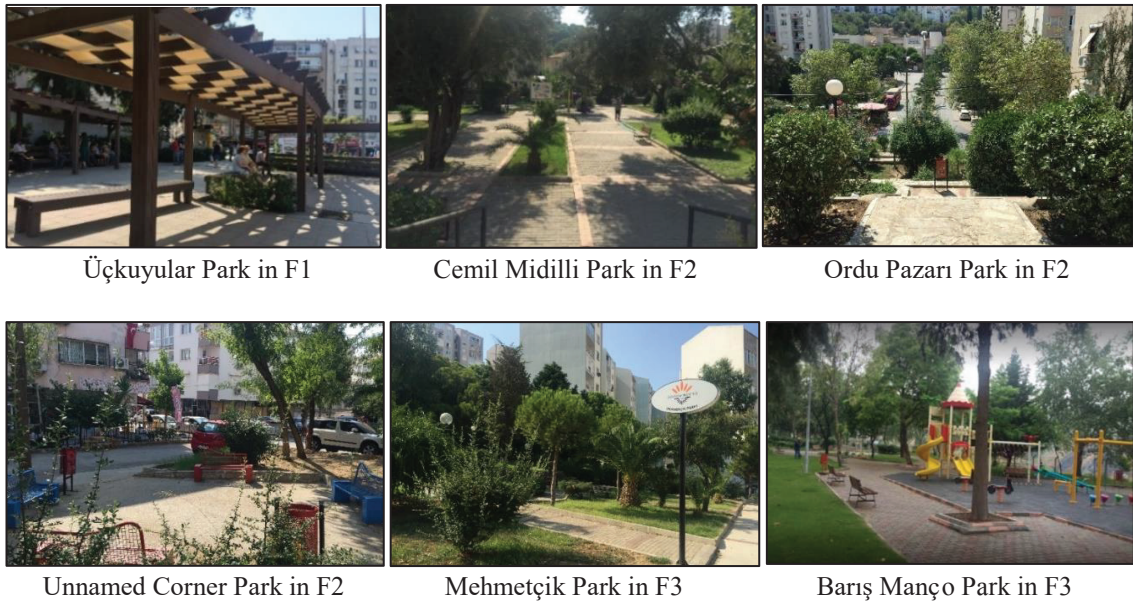 Üçkuyular Park in F1
Cemil Midilli Park in F2
Ordu Pazarı Park in F2
Unnamed Corner Park in F2
Mehmetçik Park in F3
Barış Manço Park in F3